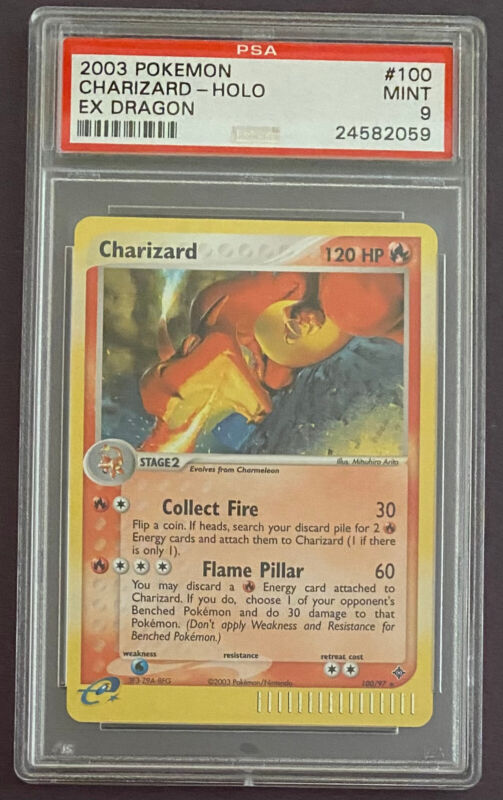 PSA
2003 POKEMON #100
CHARIZARD - HOLO MINT
EX DRAGON 9
24582059
Charizard 120 HP
STAGE2 Illus. Mitsuhiro Arita
Evolves from Charmeleon
Collect Fire 30
Flip a coin. If heads, search your discard pile for 2
Energy cards and attach them to Charizard (1 if there
is only 1).
Flame Pillar 60
You may discard a Energy card attached to
Charizard. If you do, choose 1 of your opponent's
Benched Pokémon and do 30 damage to that
Pokémon. (Don't apply Weakness and Resistance for
Benched Pokémon.)
weakness resistance retreat cost
©2003 Pokémon/Nintendo 100/97
e